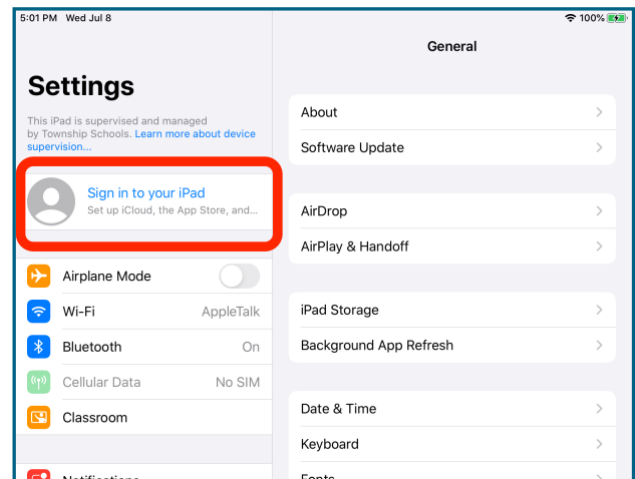 5:01 PM Wed Jul 8
100%
Settings
This iPad is supervised and managed
by Township Schools. Learn more about device
supervision...
Sign in to your iPad
Set up iCloud, the App Store, and...
Airplane Mode
Wi-Fi AppleTalk
Bluetooth On
Cellular Data No SIM
Classroom
Notifications
General
About
Software Update
AirDrop
AirPlay & Handoff
iPad Storage
Background App Refresh
Date & Time
Keyboard
Fonts